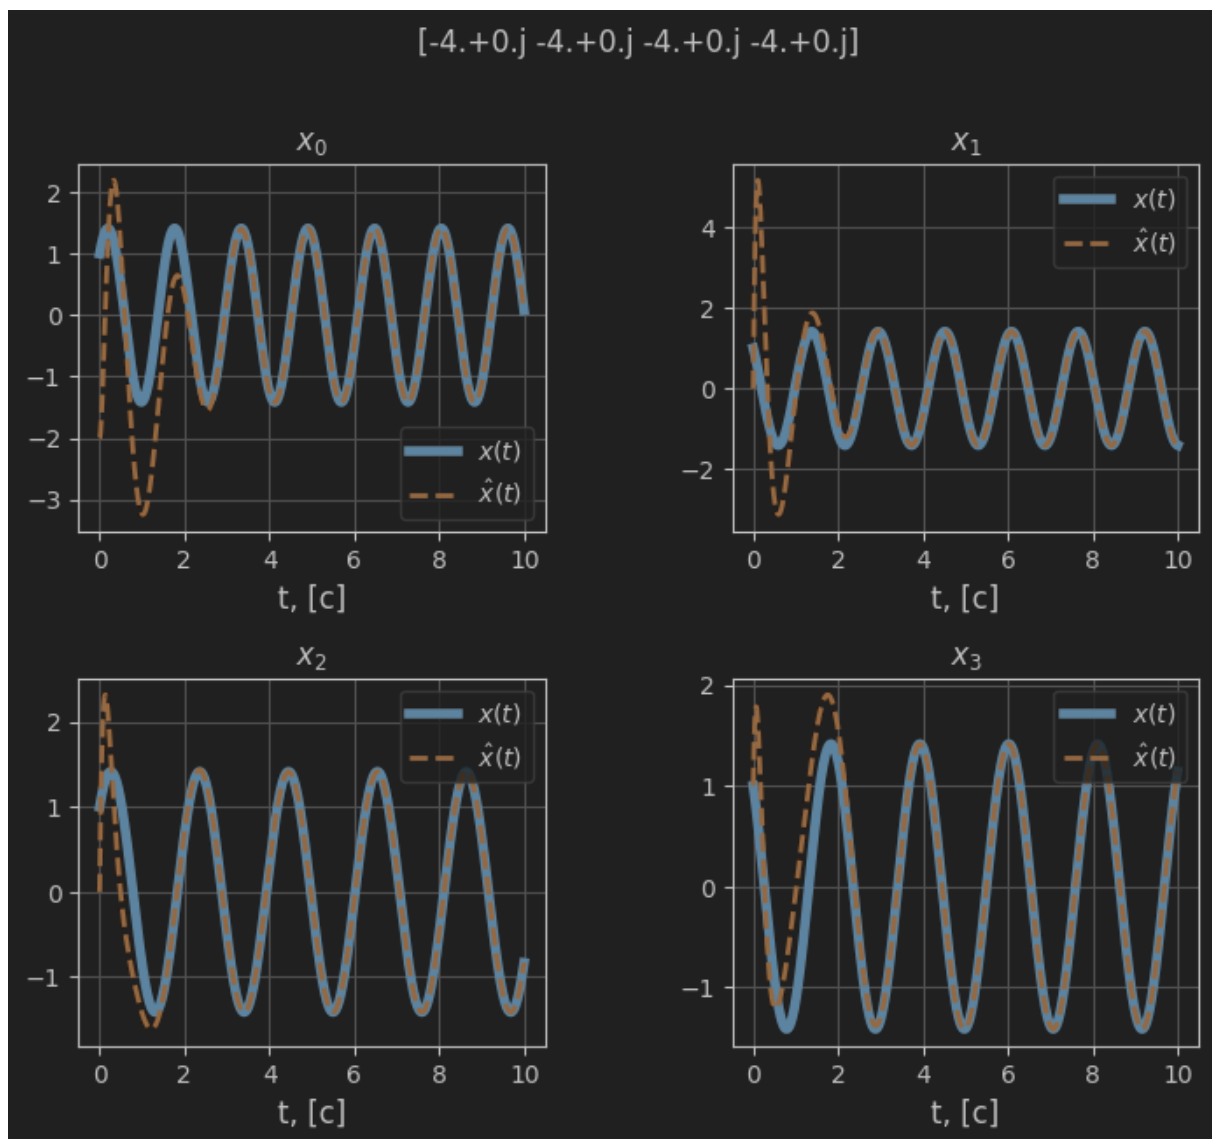 [-4.+0.j -4.+0.j -4.+0.j -4.+0.j]
x₀
2
1
0
−1
−2
−3
x(t)
x̂(t)
0 2 4 6 8 10
t, [c]
x₁
4
2
0
−2
x(t)
x̂(t)
0 2 4 6 8 10
t, [c]
x₂
2
1
0
−1
x(t)
x̂(t)
0 2 4 6 8 10
t, [c]
x₃
2
1
0
−1
x(t)
x̂(t)
0 2 4 6 8 10
t, [c]